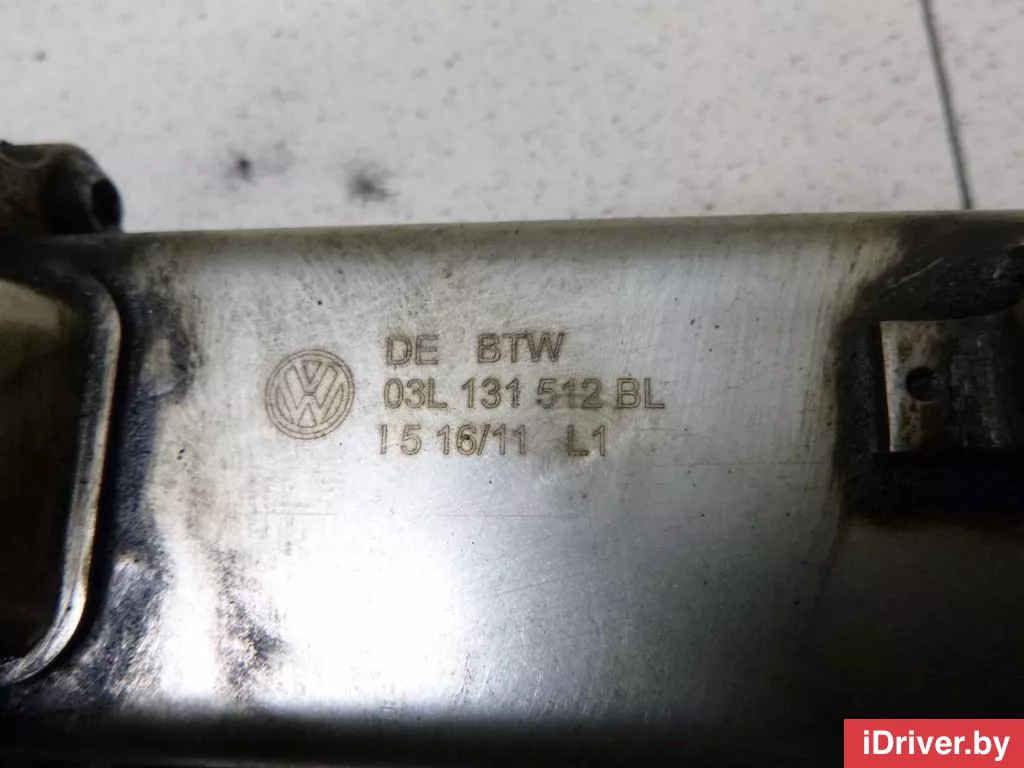 DE BTW
03L 131 512 BL
I 5 16/11 L1
iDriver.by